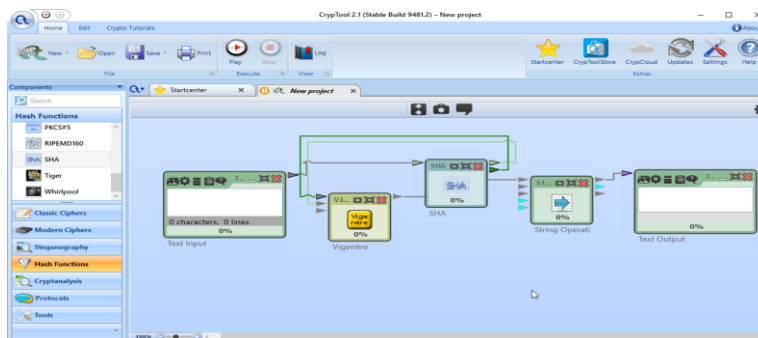 CrypTool 2.1 (Stable Build 9481.2) – New project
Home Edit Crypto Tutorials
New Open Save Print Play Stop Log Startcenter CrypToolStore CrypCloud Updates Settings Help
File Execute View Extras
Components
Startcenter New project
Search
Hash Functions
PKCS#5
RIPEMD160
SHA
Tiger
Whirlpool
Classic Ciphers
Modern Ciphers
Steganography
Hash Functions
Cryptanalysis
Protocols
Tools
T...
0 characters, 0 lines
0%
Text Input
Vi...
Vige
nère
0%
Vigenère
SHA
SHA
0%
SHA
St...
0%
String Operati
T...
0%
Text Output